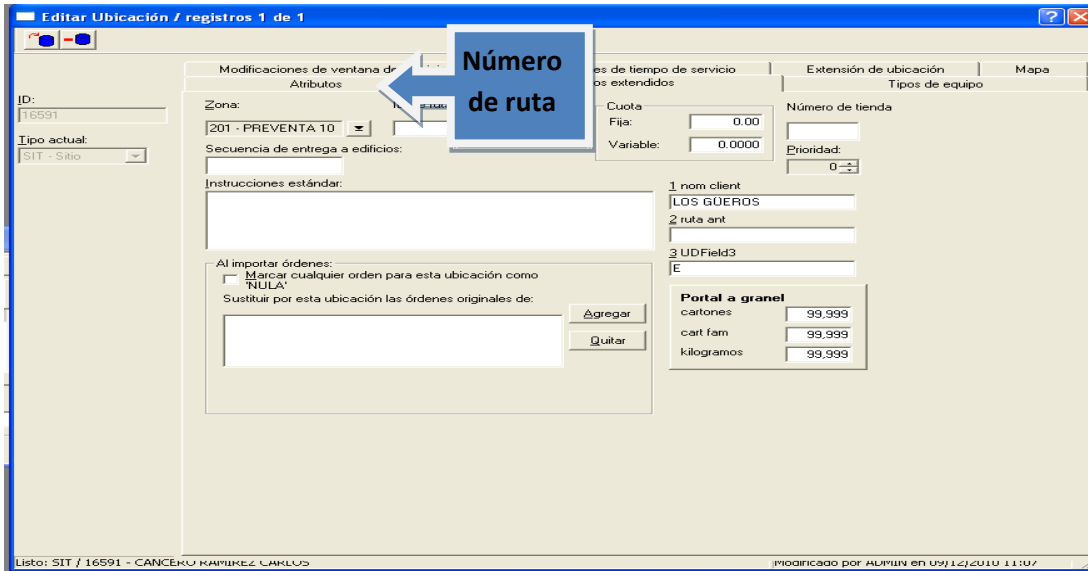 Editar Ubicación / registros 1 de 1
Número de ruta
Modificaciones de ventana de
es de tiempo de servicio
Extensión de ubicación
Mapa
Atributos
os extendidos
Tipos de equipo
ID:
16591
Tipo actual:
SIT - Sitio
Zona:
201 - PREVENTA 10
Secuencia de entrega a edificios:
Instrucciones estándar:
Cuota
Fija: 0.00
Variable: 0.0000
Número de tienda
Prioridad:
0
1 nom client
LOS GÜEROS
2 ruta ant
3 UDField3
E
Al importar órdenes:
Marcar cualquier orden para esta ubicación como
'NULA'
Sustituir por esta ubicación las órdenes originales de:
Agregar
Quitar
Portal a granel
cartones 99,999
cart fam 99,999
kilogramos 99,999
Listo: SIT / 16591 - CANCERO RAMIREZ CARLOS
Modificado por ADMIN en 09/12/2010 11:07